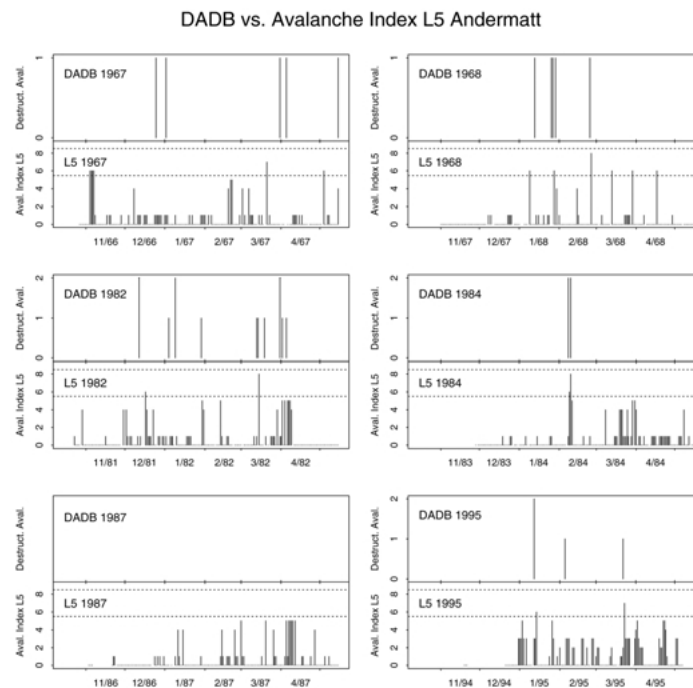 DADB vs. Avalanche Index L5 Andermatt
Destruct. Aval.
0 1
DADB 1967
Aval. Index L5
0 2 4 6 8
L5 1967
11/66 12/66 1/67 2/67 3/67 4/67
Destruct. Aval.
0 1
DADB 1968
Aval. Index L5
0 2 4 6 8
L5 1968
11/67 12/67 1/68 2/68 3/68 4/68
Destruct. Aval.
0 1 2
DADB 1982
Aval. Index L5
0 2 4 6 8
L5 1982
11/81 12/81 1/82 2/82 3/82 4/82
Destruct. Aval.
0 1 2
DADB 1984
Aval. Index L5
0 2 4 6 8
L5 1984
11/83 12/83 1/84 2/84 3/84 4/84
Destruct. Aval.
DADB 1987
Aval. Index L5
0 2 4 6 8
L5 1987
11/86 12/86 1/87 2/87 3/87 4/87
Destruct. Aval.
0 1 2
DADB 1995
Aval. Index L5
0 2 4 6 8
L5 1995
11/94 12/94 1/95 2/95 3/95 4/95